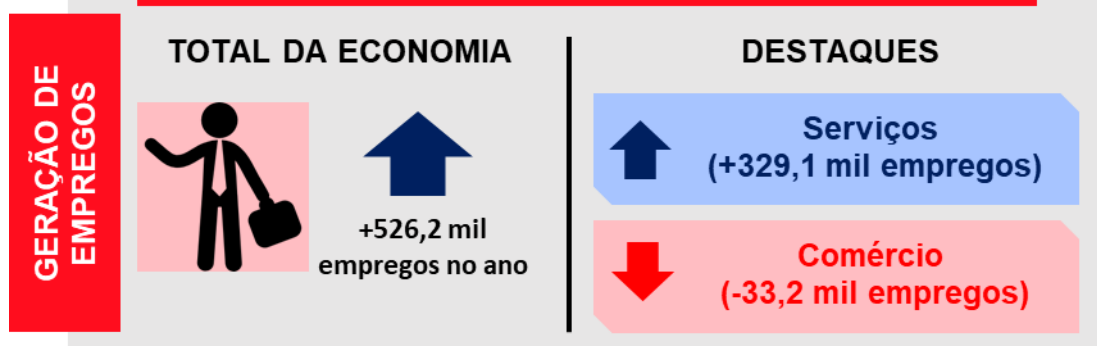 GERAÇÃO DE
EMPREGOS
TOTAL DA ECONOMIA
+526,2 mil
empregos no ano
DESTAQUES
Serviços
(+329,1 mil empregos)
Comércio
(-33,2 mil empregos)